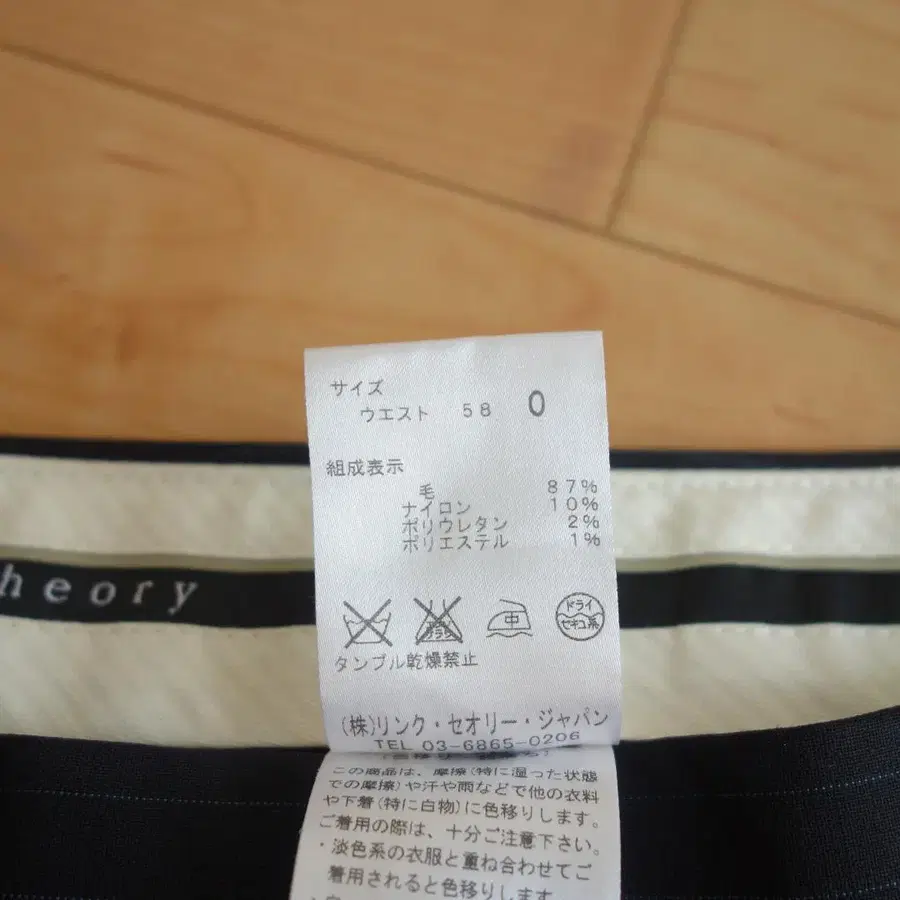 heory
サイズ
ウエスト 58 0
組成表示
毛 87%
ナイロン 10%
ポリウレタン 2%
ポリエステル 1%
中
ドライ
セキユ系
タンブル乾燥禁止
(株)リンク・セオリー・ジャパン
TEL 03-6865-0206
この商品は、摩擦(特に湿った状態
での摩擦)や汗や雨などで他の衣料
や下着(特に白物)に色移りします。
ご着用の際は、十分ご注意下さい。
・淡色系の衣服と重ね合わせてご
着用されると色移りします